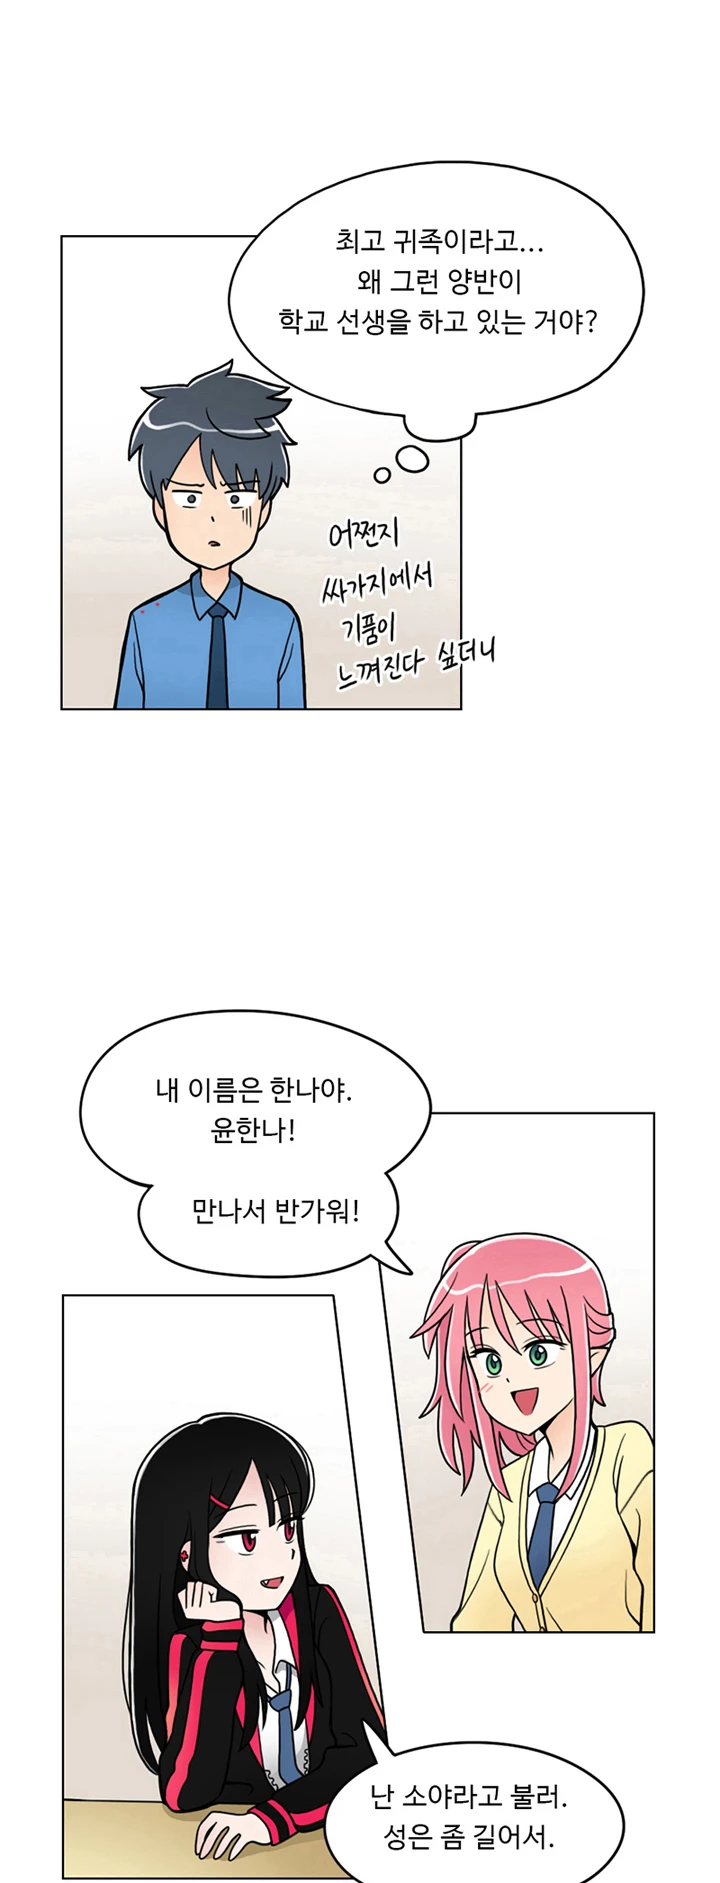 최고 귀족이라고...
왜 그런 양반이
학교 선생을 하고 있는 거야?
어쩐지
싸가지에서
기품이
느껴진다 싶더니
내 이름은 한나야.
윤한나!
만나서 반가워!
난 소야라고 불러.
성은 좀 길어서.